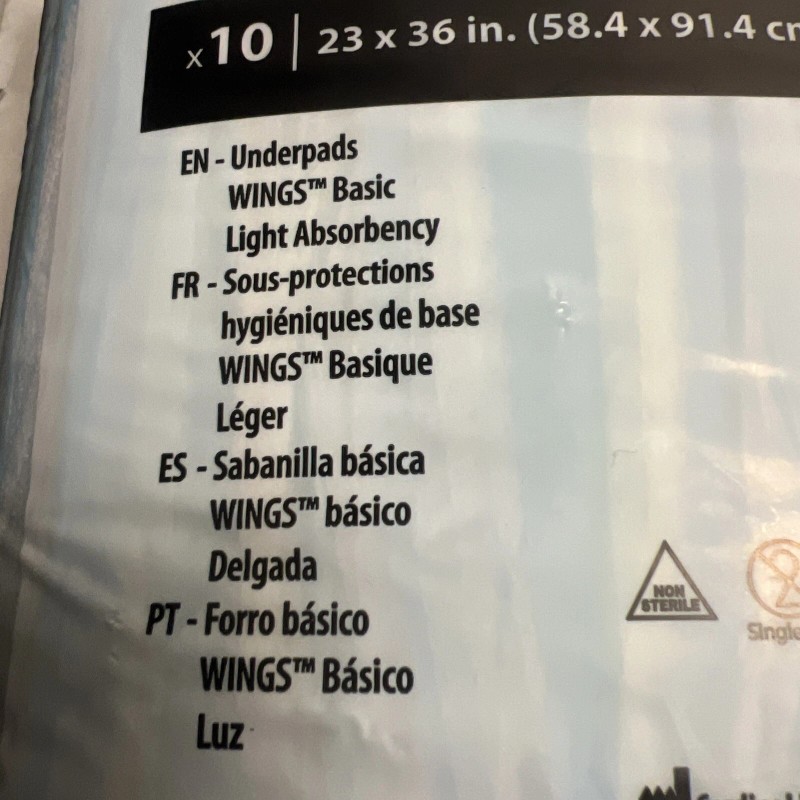 x10 | 23 x 36 in. (58.4 x 91.4
EN - Underpads
WINGS™ Basic
Light Absorbency
FR - Sous-protections
hygiéniques de base
WINGS™ Basique
Léger
ES - Sabanilla básica
WINGS™ básico
Delgada
PT - Forro básico
WINGS™ Básico
Luz
NON
STERILE
2